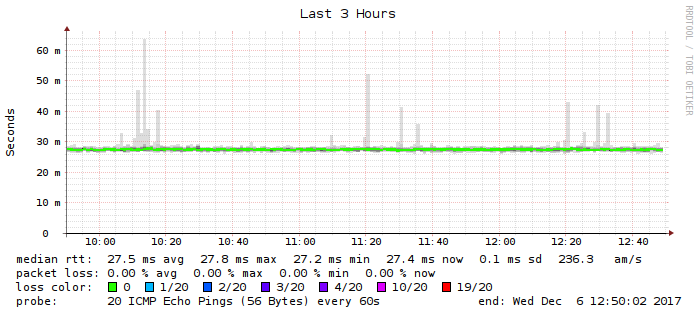 Last 3 Hours
RRDTOOL / TOBI OETIKER
Seconds
60 m
50 m
40 m
30 m
20 m
10 m
0
10:00 10:20 10:40 11:00 11:20 11:40 12:00 12:20 12:40
median rtt: 27.5 ms avg 27.8 ms max 27.2 ms min 27.4 ms now 0.1 ms sd 236.3 am/s
packet loss: 0.00 % avg 0.00 % max 0.00 % min 0.00 % now
loss color: 0 1/20 2/20 3/20 4/20 10/20 19/20
probe: 20 ICMP Echo Pings (56 Bytes) every 60s end: Wed Dec 6 12:50:02 2017